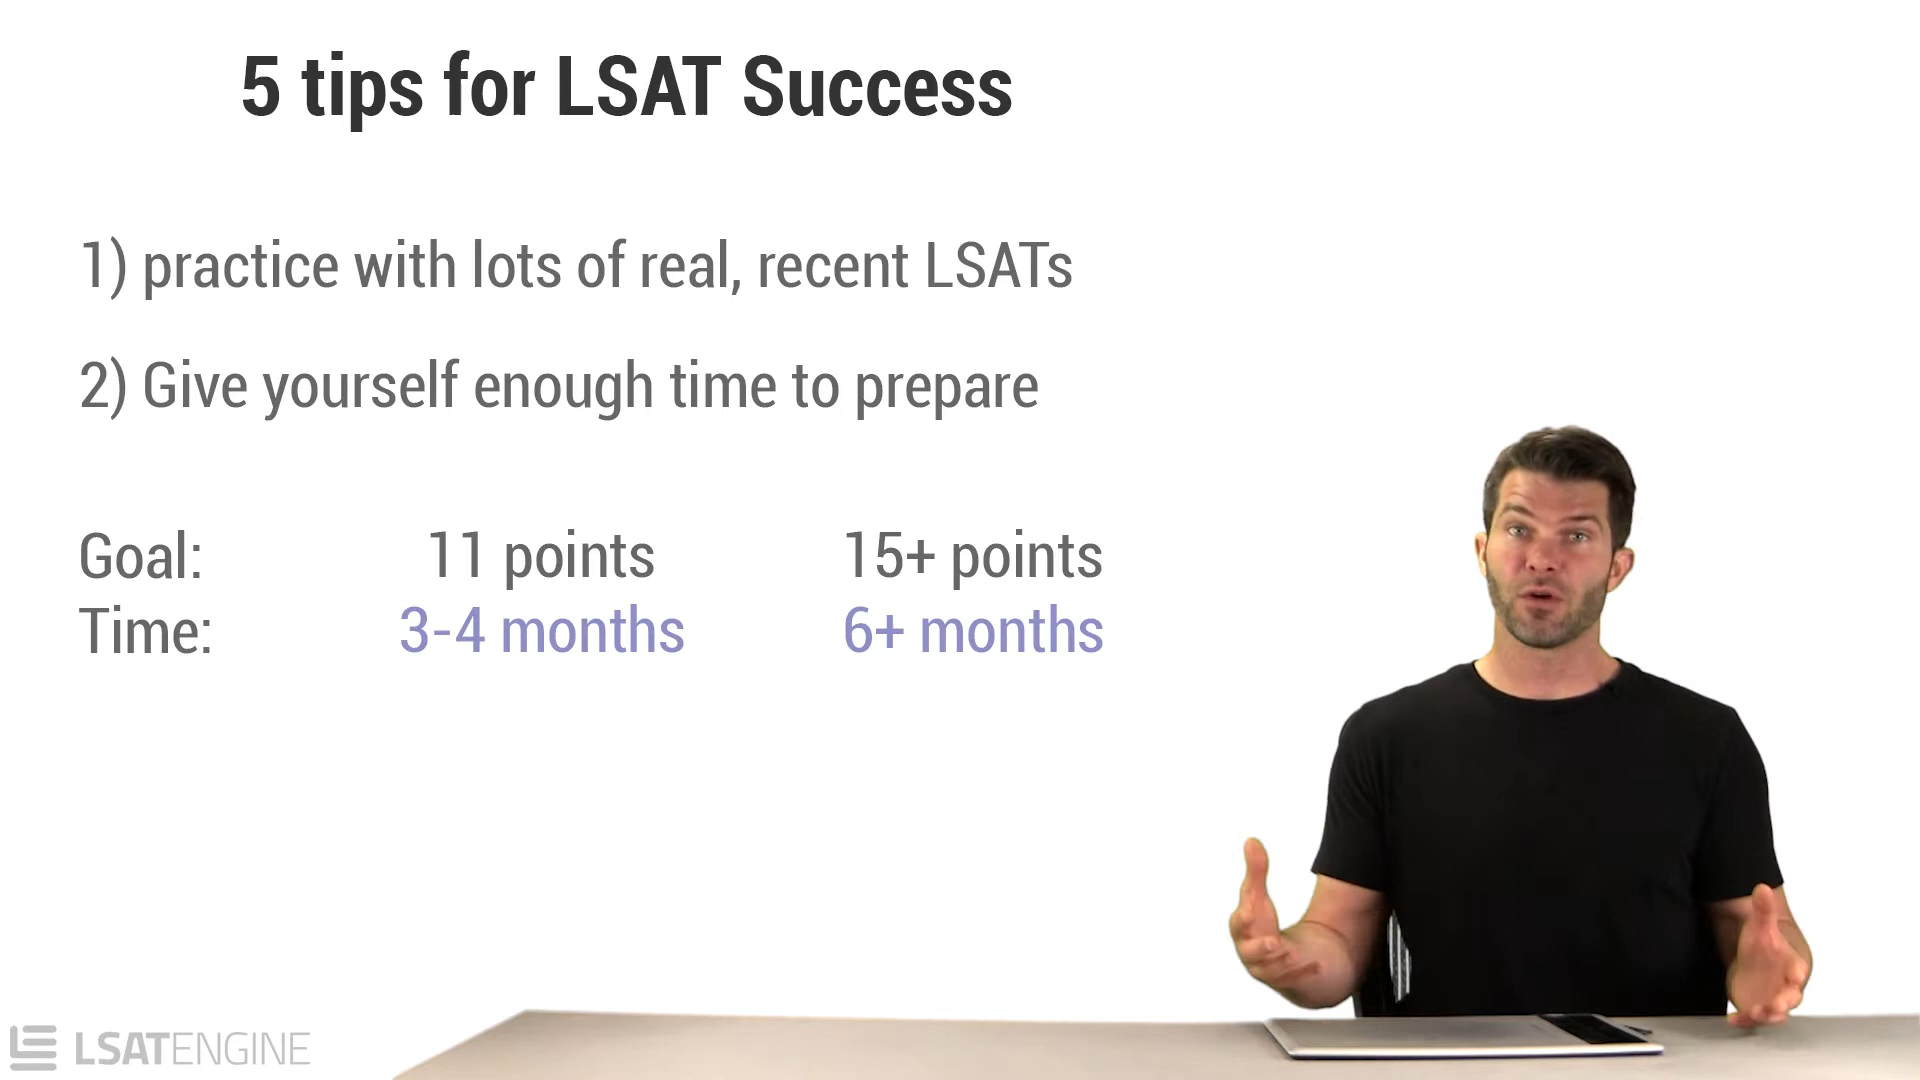 5 tips for LSAT Success
1) practice with lots of real, recent LSATs
2) Give yourself enough time to prepare
Goal: 11 points 15+ points
Time: 3-4 months 6+ months
LSATENGINE